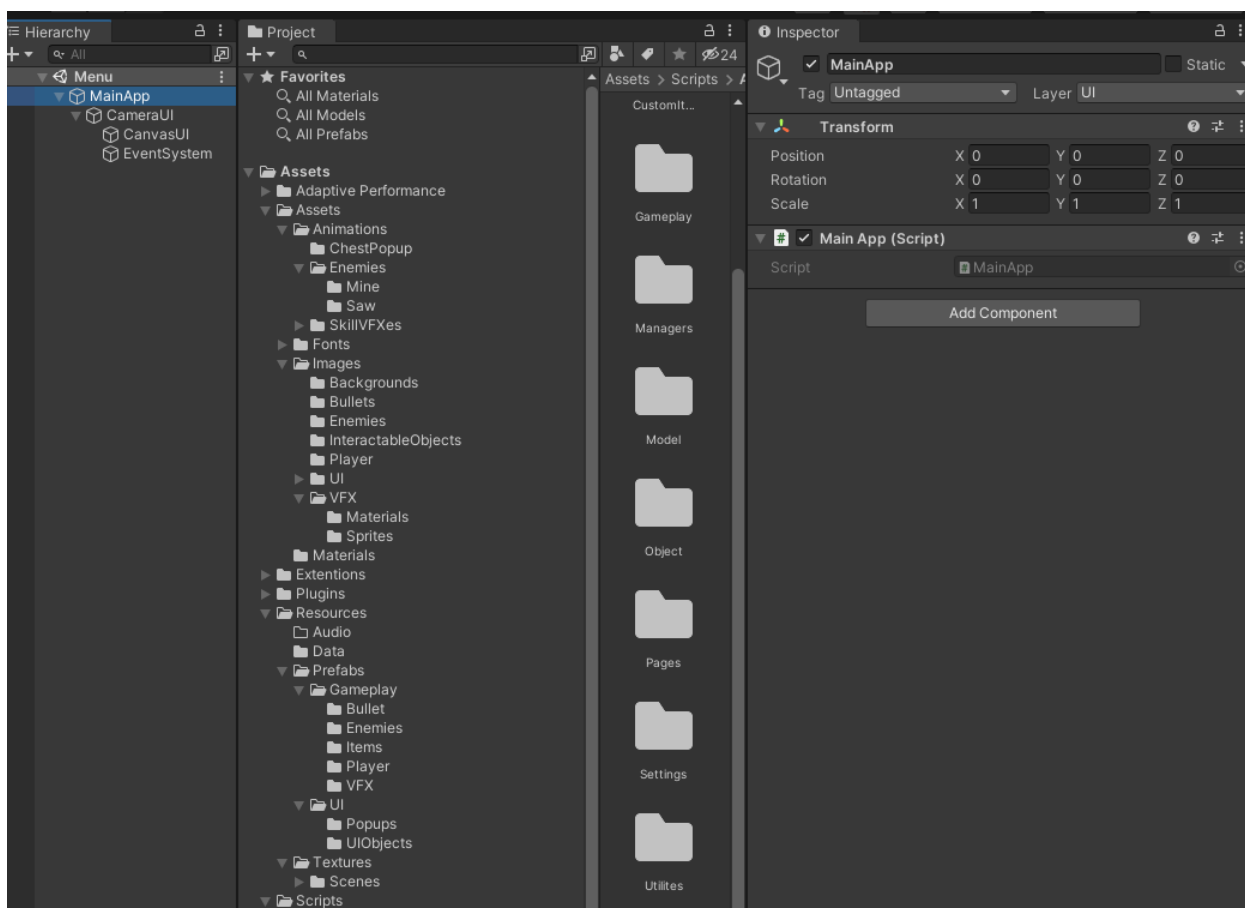 Hierarchy
All
Menu
MainApp
CameraUI
CanvasUI
EventSystem
Project
24
Favorites
All Materials
All Models
All Prefabs
Assets
Adaptive Performance
Assets
Animations
ChestPopup
Enemies
Mine
Saw
SkillVFXes
Fonts
Images
Backgrounds
Bullets
Enemies
InteractableObjects
Player
UI
VFX
Materials
Sprites
Materials
Extentions
Plugins
Resources
Audio
Data
Prefabs
Gameplay
Bullet
Enemies
Items
Player
VFX
UI
Popups
UIObjects
Textures
Scenes
Scripts
Assets > Scripts > A
CustomIt...
Gameplay
Managers
Model
Object
Pages
Settings
Utilites
Inspector
MainApp Static
Tag Untagged Layer UI
Transform
Position X 0 Y 0 Z 0
Rotation X 0 Y 0 Z 0
Scale X 1 Y 1 Z 1
# Main App (Script)
Script # MainApp
Add Component